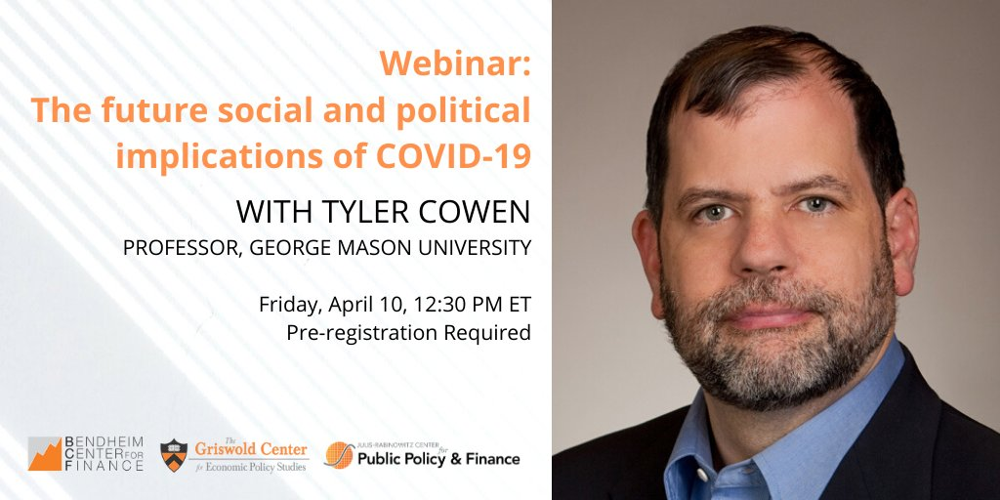 Webinar:
The future social and political
implications of COVID-19
WITH TYLER COWEN
PROFESSOR, GEORGE MASON UNIVERSITY
Friday, April 10, 12:30 PM ET
Pre-registration Required
BENDHEIM
CENTER FOR
FINANCE
The
Griswold Center
for Economic Policy Studies
JULIS-RABINOWITZ CENTER
for
Public Policy & Finance